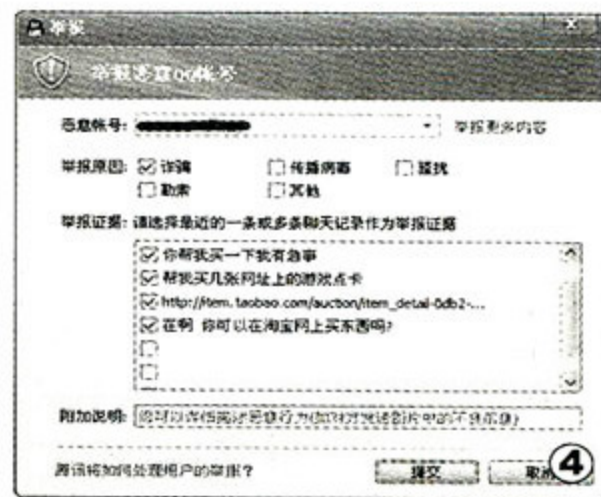 举报
举报恶意QQ帐号
恶意帐号: 举报更多内容
举报原因: 诈骗 传播病毒 骚扰
勒索 其他
举报证据: 请选择最近的一条或多条聊天记录作为举报证据
你帮我买一下我有急事
帮我买几张网址上的游戏点卡
http://item.taobao.com/auction/item_detail-0db2-...
在啊 你可以在淘宝网上买东西吗?
附加说明:
腾讯将如何处理用户的举报?
提交 取消
④